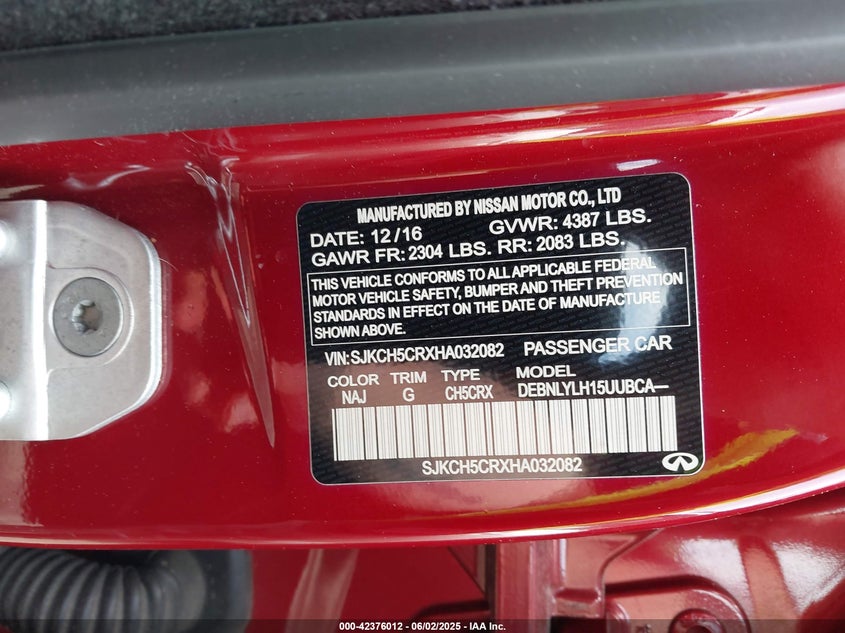 MANUFACTURED BY NISSAN MOTOR CO., LTD
DATE: 12/16 GVWR: 4387 LBS.
GAWR FR: 2304 LBS. RR: 2083 LBS.
THIS VEHICLE CONFORMS TO ALL APPLICABLE FEDERAL
MOTOR VEHICLE SAFETY, BUMPER AND THEFT PREVENTION
STANDARDS IN EFFECT ON THE DATE OF MANUFACTURE
SHOWN ABOVE.
VIN: SJKCH5CRXHA032082 PASSENGER CAR
COLOR TRIM TYPE MODEL
NAJ G CH5CRX DEBNLYLH15UUBCA—
SJKCH5CRXHA032082
000-42376012 - 06/02/2025 - IAA Inc.